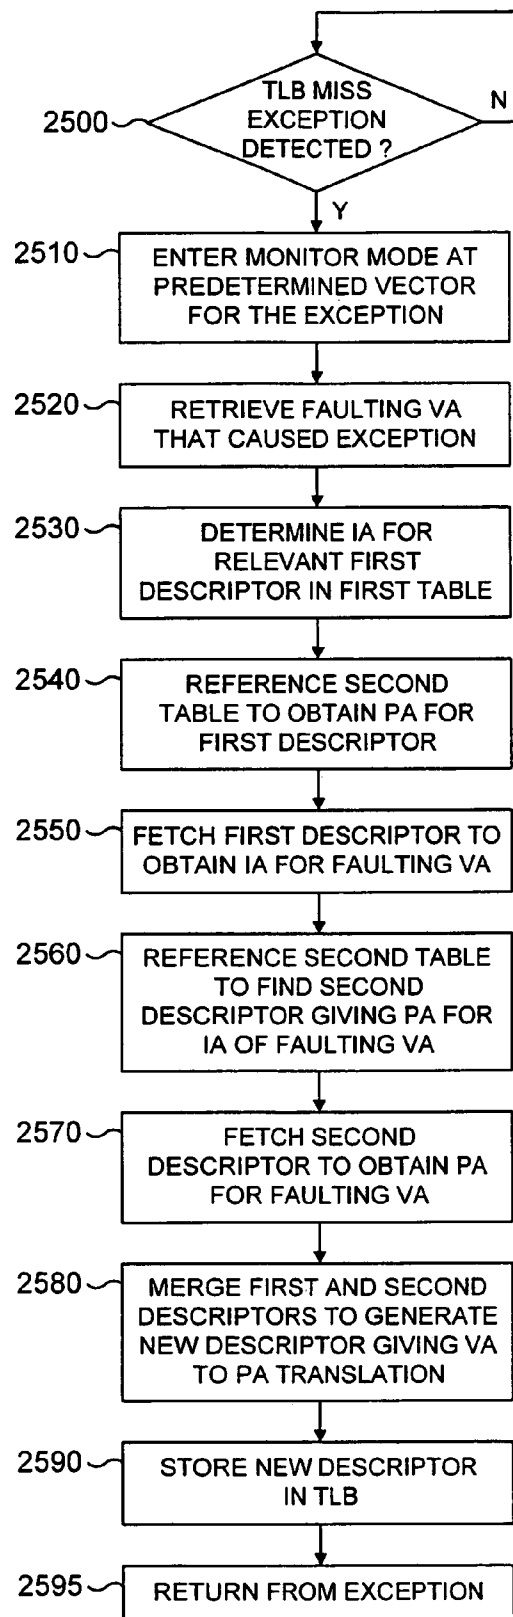 TLB MISS
EXCEPTION
DETECTED ?
2500
N
Y
2510
ENTER MONITOR MODE AT
PREDETERMINED VECTOR
FOR THE EXCEPTION
2520
RETRIEVE FAULTING VA
THAT CAUSED EXCEPTION
2530
DETERMINE IA FOR
RELEVANT FIRST
DESCRIPTOR IN FIRST TABLE
2540
REFERENCE SECOND
TABLE TO OBTAIN PA FOR
FIRST DESCRIPTOR
2550
FETCH FIRST DESCRIPTOR TO
OBTAIN IA FOR FAULTING VA
2560
REFERENCE SECOND TABLE
TO FIND SECOND
DESCRIPTOR GIVING PA FOR
IA OF FAULTING VA
2570
FETCH SECOND
DESCRIPTOR TO OBTAIN PA
FOR FAULTING VA
2580
MERGE FIRST AND SECOND
DESCRIPTORS TO GENERATE
NEW DESCRIPTOR GIVING VA
TO PA TRANSLATION
2590
STORE NEW DESCRIPTOR
IN TLB
2595
RETURN FROM EXCEPTION